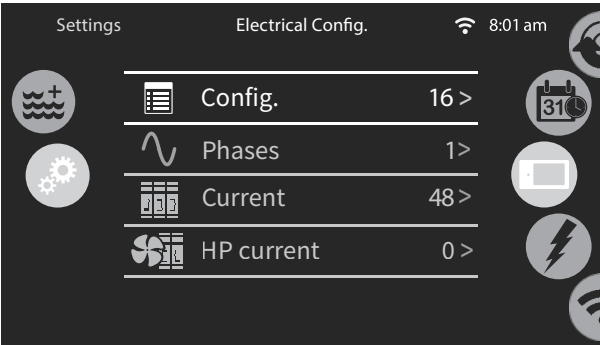 Settings Electrical Config. 8:01 am
Config. 16 >
31
Phases 1 >
Current 48 >
HP current 0 >